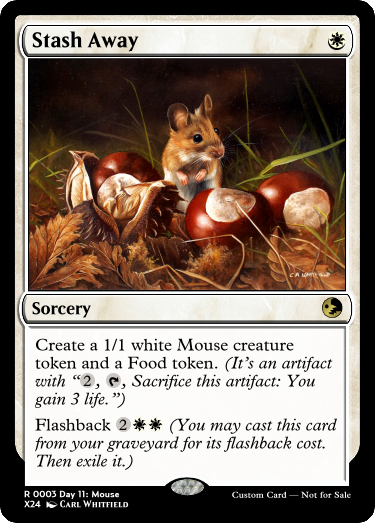 Stash Away
C A WHITFIELD
Sorcery
Create a 1/1 white Mouse creature
token and a Food token. (It's an artifact
with “2, , Sacrifice this artifact: You
gain 3 life.”)
Flashback 2 (You may cast this card
from your graveyard for its flashback cost.
Then exile it.)
R 0003 Day 11: Mouse
Custom Card — Not for Sale
X24 Carl Whitfield